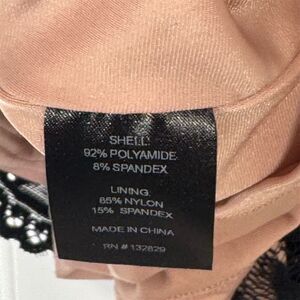 SHELL:
92% POLYAMIDE
8% SPANDEX
LINING:
85% NYLON
15% SPANDEX
MADE IN CHINA
RN # 132829